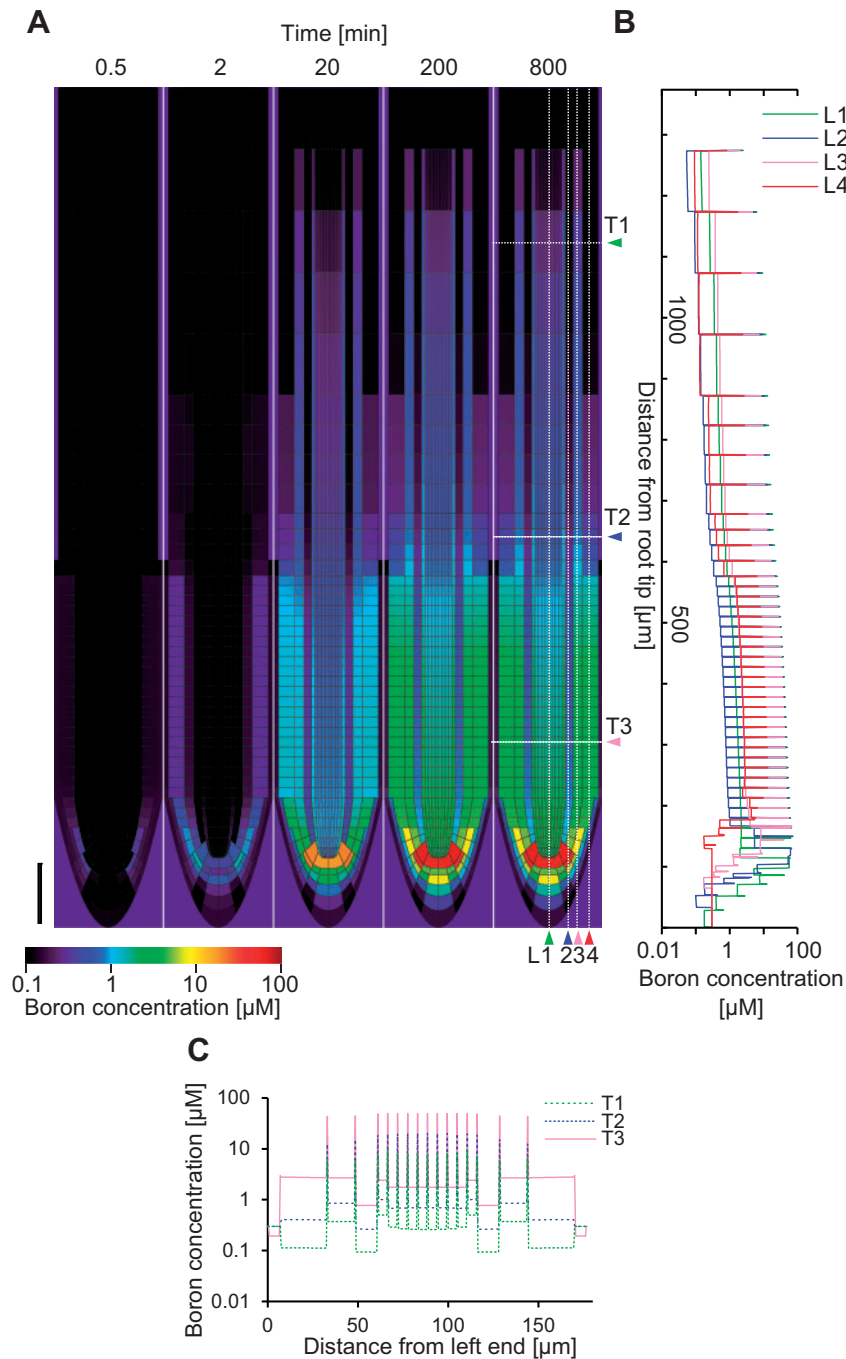 A
B
Time [min]
0.5 2 20 200 800
L1
L2
L3
L4
T1
T2
T3
1000
500
Distance from root tip [µm]
L1 234
0.01 1 100
Boron concentration
[µM]
0.1 1 10 100
Boron concentration [µM]
C
T1
T2
T3
100
10
1
0.1
0.01
Boron concentration [µM]
0 50 100 150
Distance from left end [µm]